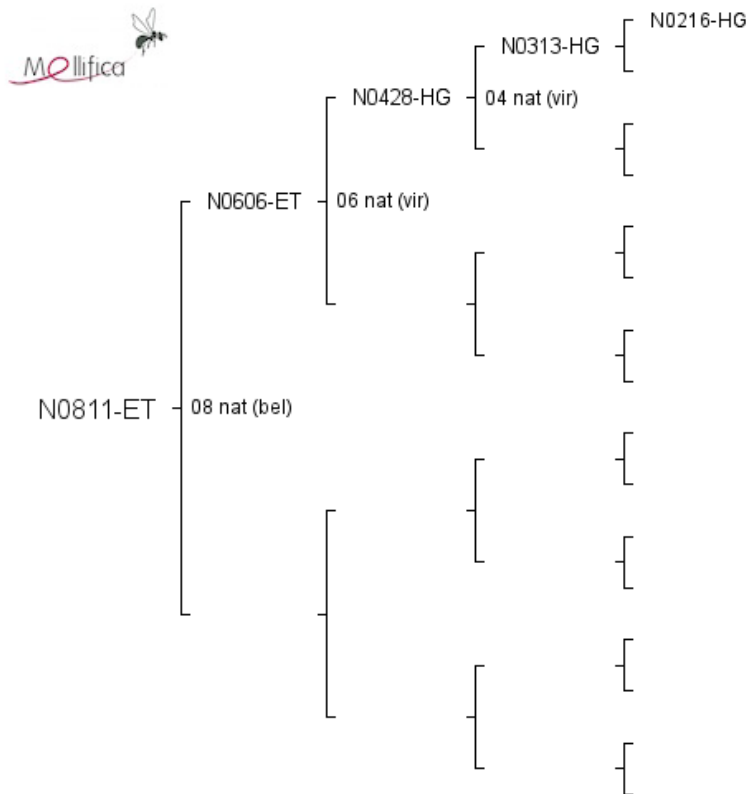 Mellifica
N0216-HG
N0313-HG
N0428-HG
04 nat (vir)
N0606-ET
06 nat (vir)
N0811-ET
08 nat (bel)